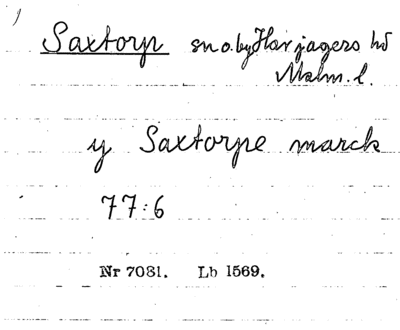 Saxtorp sn o. by Harjagers hd
Malm. l.
y Saxtorpe marck
77:6
Nr 7081. Lb 1569.